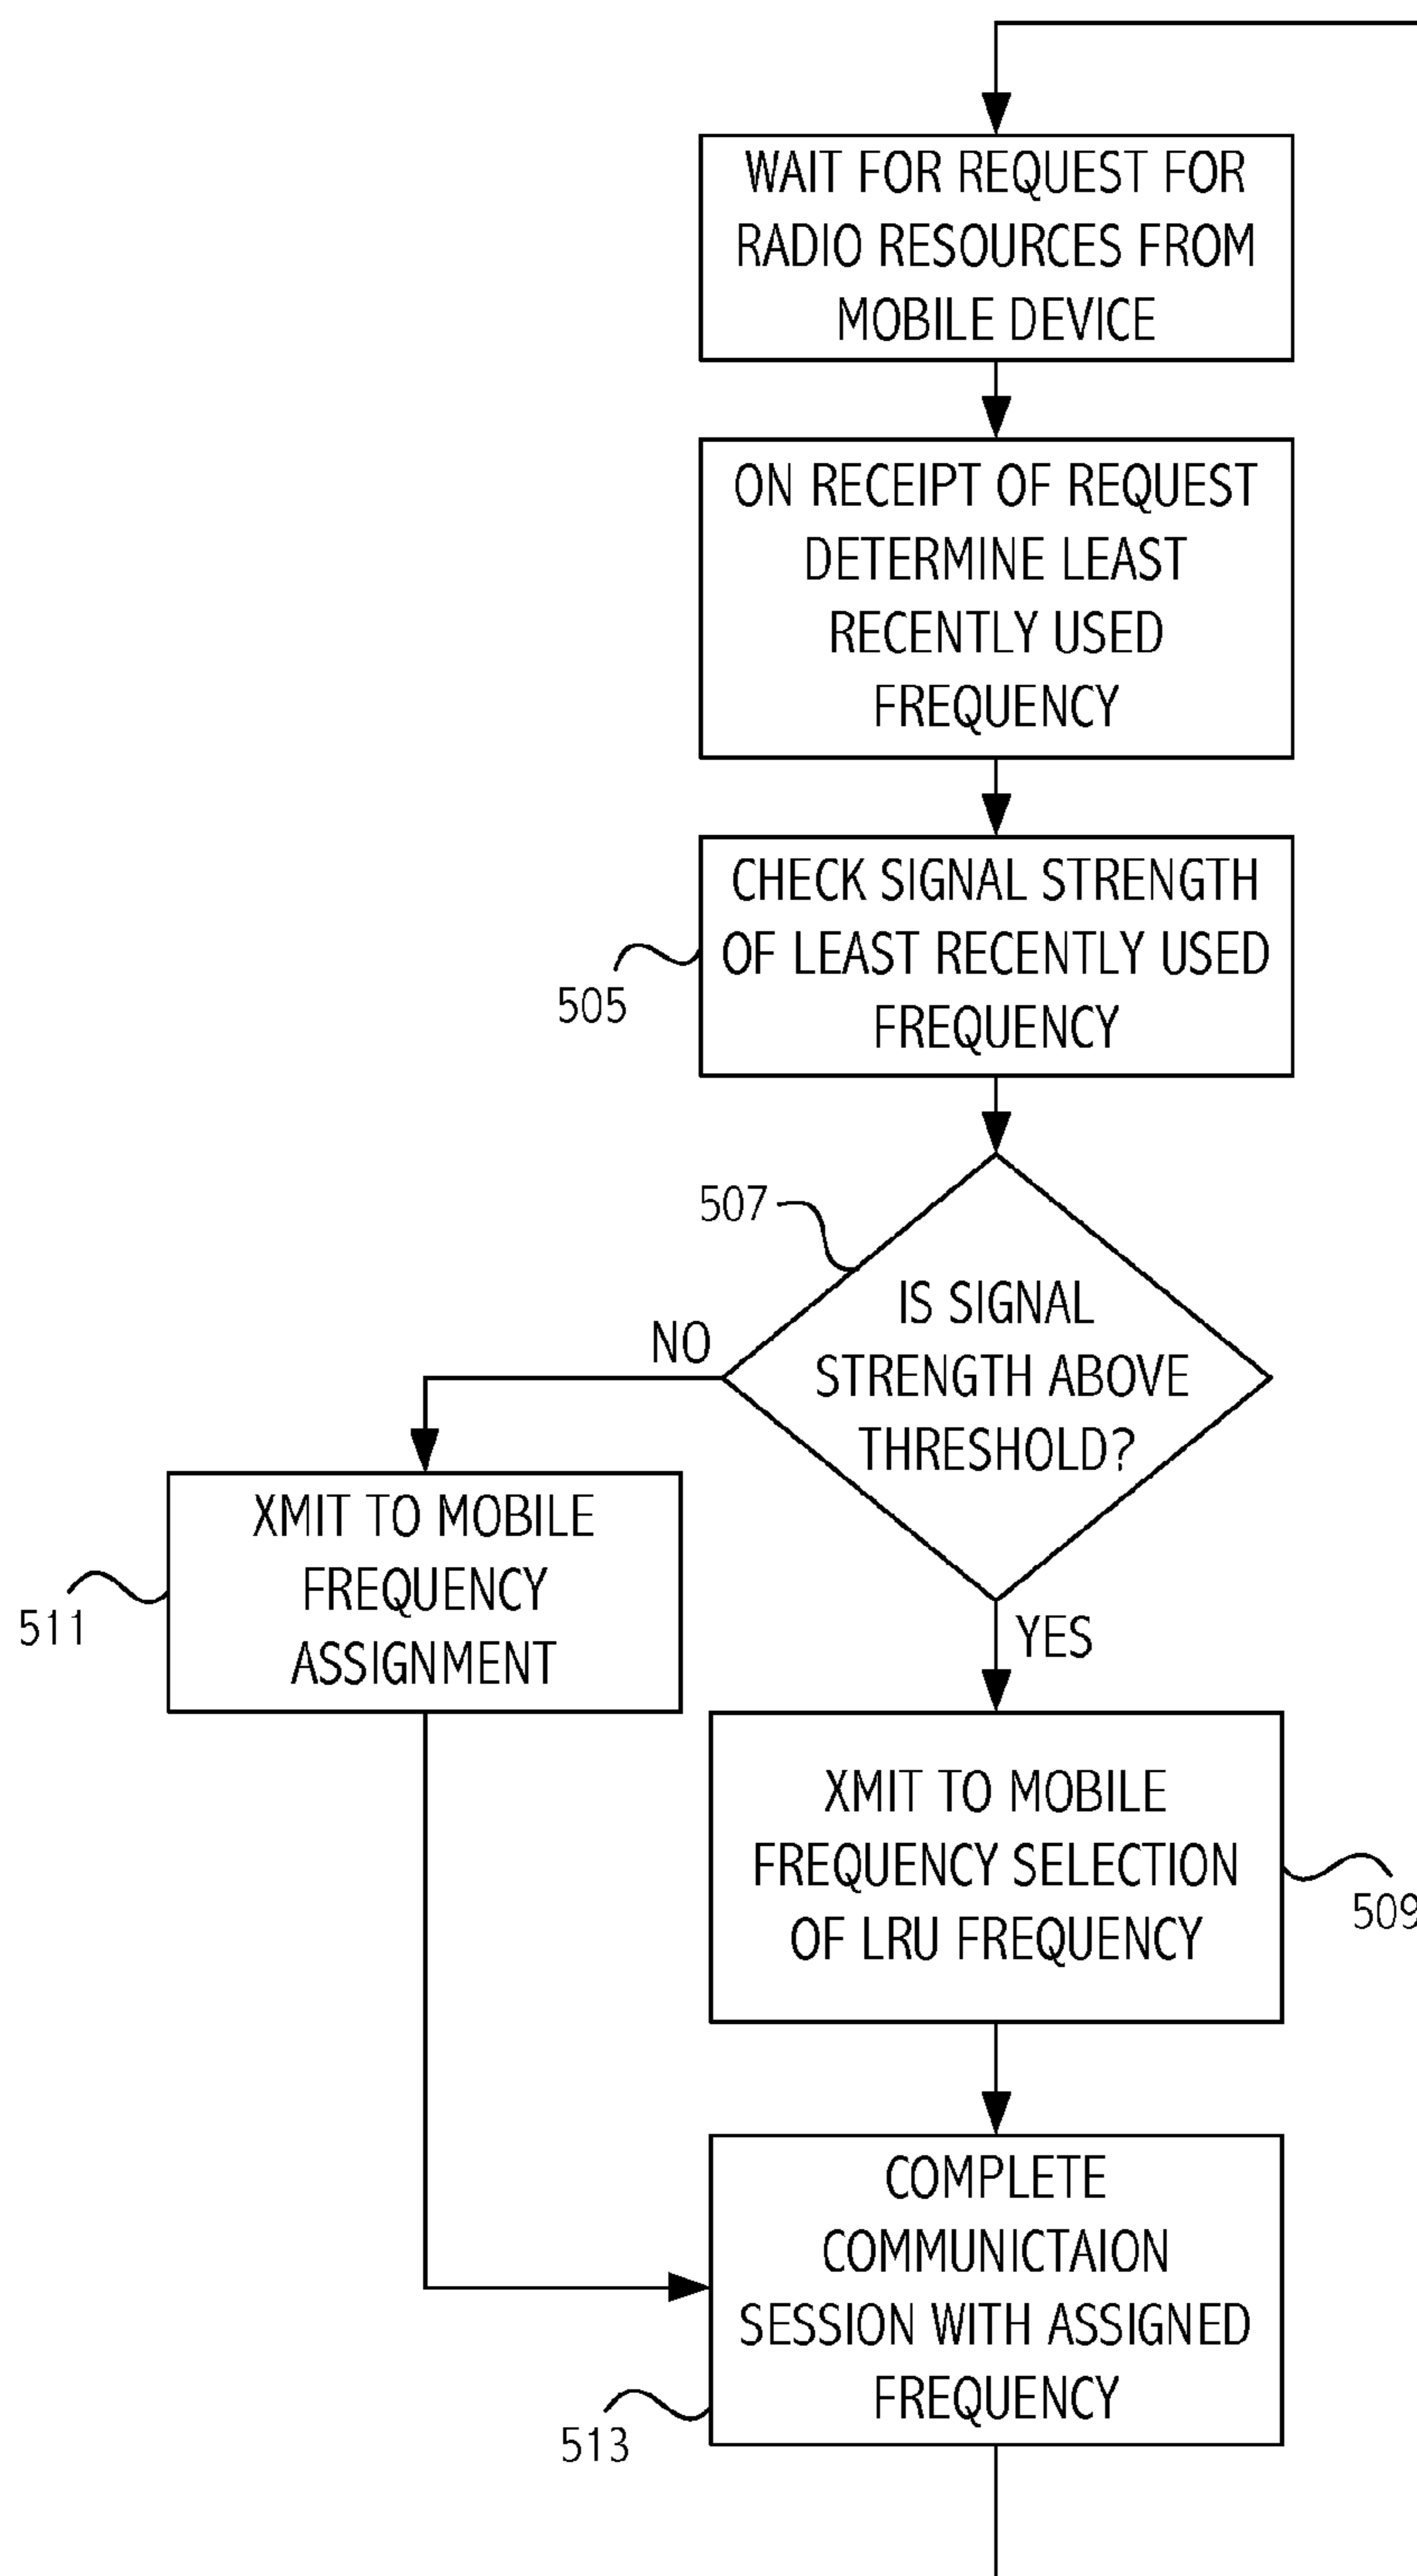 WAIT FOR REQUEST FOR
RADIO RESOURCES FROM
MOBILE DEVICE
ON RECEIPT OF REQUEST
DETERMINE LEAST
RECENTLY USED
FREQUENCY
CHECK SIGNAL STRENGTH
OF LEAST RECENTLY USED
FREQUENCY
505
507
IS SIGNAL
STRENGTH ABOVE
THRESHOLD?
NO
YES
XMIT TO MOBILE
FREQUENCY
ASSIGNMENT
511
XMIT TO MOBILE
FREQUENCY SELECTION
OF LRU FREQUENCY
509
COMPLETE
COMMUNICTAION
SESSION WITH ASSIGNED
FREQUENCY
513